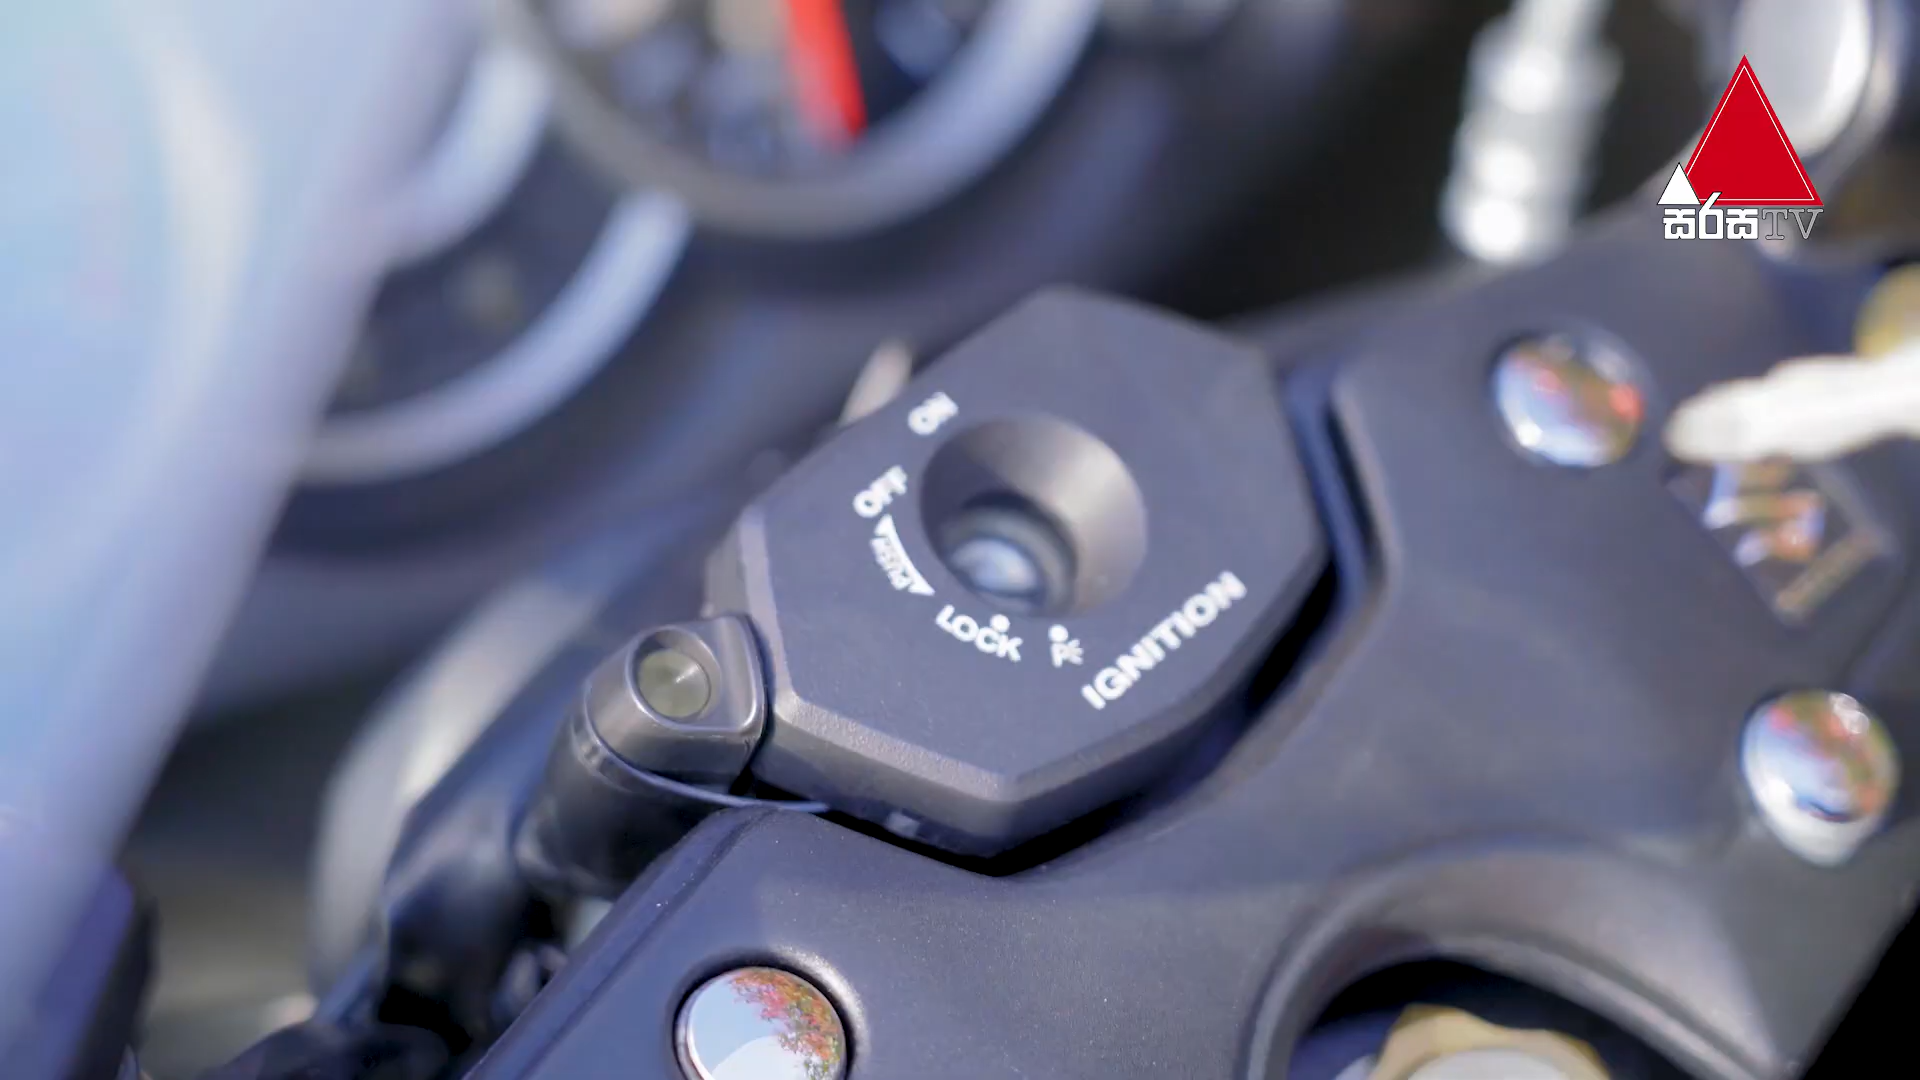 සිරස TV
ON
OFF
PUSH
LOCK
P
IGNITION